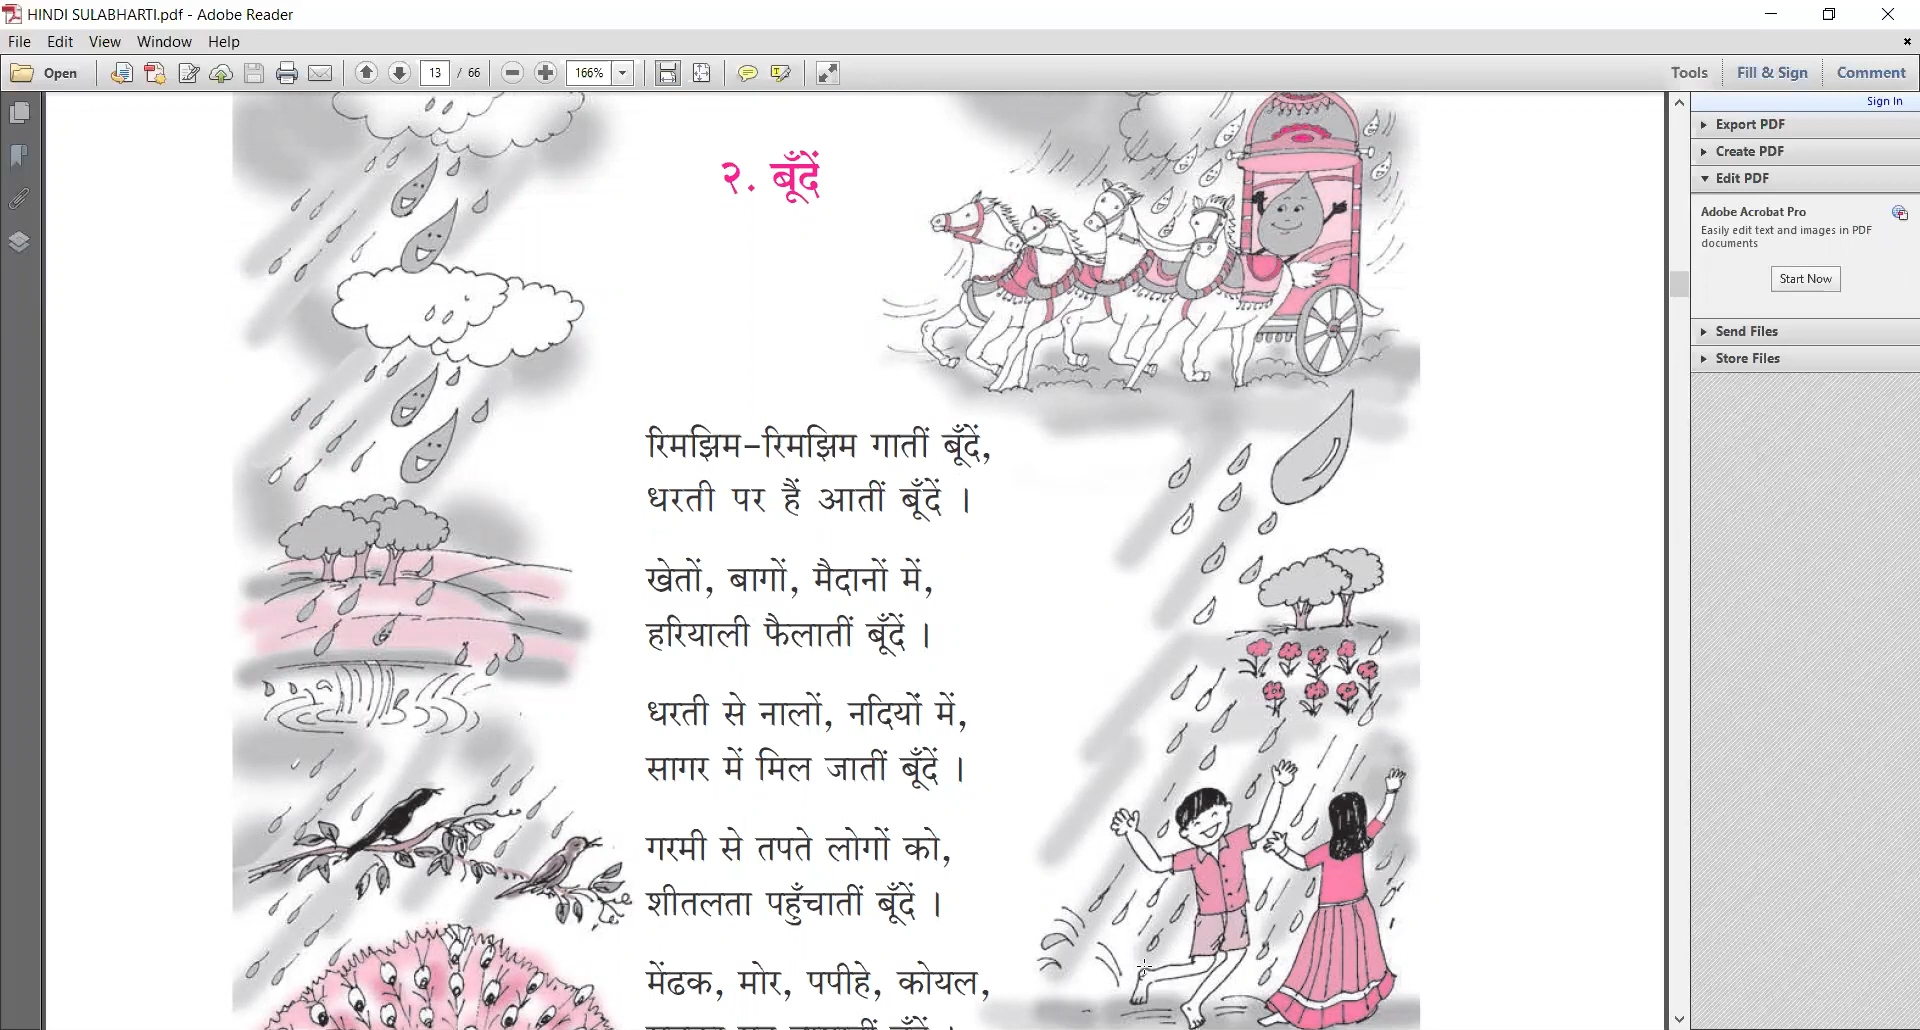 HINDI SULABHARTI.pdf - Adobe Reader
File Edit View Window Help
Open 13 / 66 166% Tools Fill & Sign Comment
Sign In
Export PDF
Create PDF
Edit PDF
Adobe Acrobat Pro
Easily edit text and images in PDF
documents
Start Now
Send Files
Store Files
२. बूँदें
रिमझिम-रिमझिम गातीं बूँदें,
धरती पर हैं आतीं बूँदें ।
खेतों, बागों, मैदानों में,
हरियाली फैलातीं बूँदें ।
धरती से नालों, नदियों में,
सागर में मिल जातीं बूँदें ।
गरमी से तपते लोगों को,
शीतलता पहुँचातीं बूँदें ।
मेंढक, मोर, पपीहे, कोयल,